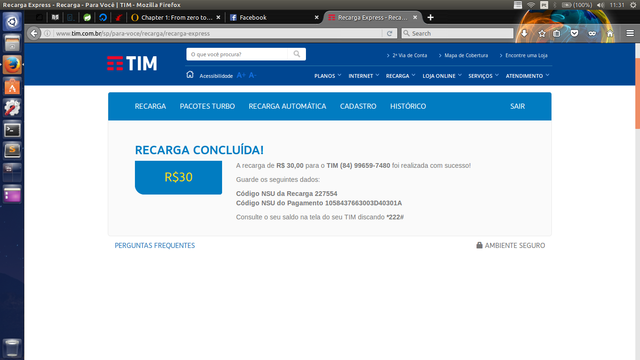 Recarga Express - Recarga - Para Você | TIM - Mozilla Firefox
(100%)
11:31
Chapter 1: From zero to...
Facebook
Recarga Express - Reca...
www.tim.com.br/sp/para-voce/recarga/recarga-express
Search
TIM
O que você procura?
2ª Via de Conta
Mapa de Cobertura
Encontre uma Loja
Acessibilidade A+ A-
PLANOS
INTERNET
RECARGA
LOJA ONLINE
SERVIÇOS
ATENDIMENTO
RECARGA
PACOTES TURBO
RECARGA AUTOMÁTICA
CADASTRO
HISTÓRICO
SAIR
RECARGA CONCLUÍDA!
R$30
A recarga de R$ 30,00 para o TIM (84) 99659-7480 foi realizada com sucesso!
Guarde os seguintes dados:
Código NSU da Recarga 227554
Código NSU do Pagamento 1058437663003D40301A
Consulte o seu saldo na tela do seu TIM discando *222#
PERGUNTAS FREQUENTES
AMBIENTE SEGURO